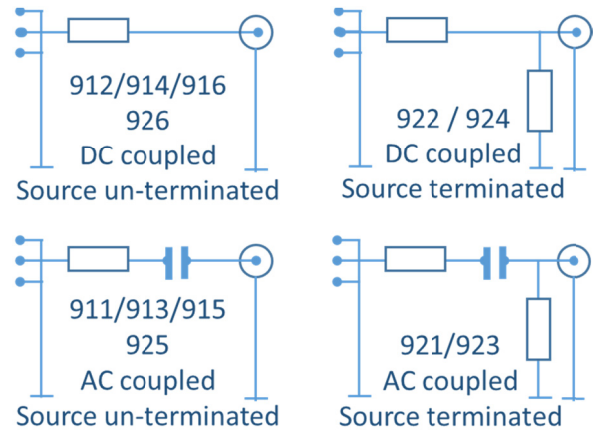 912/914/916
926
DC coupled
Source un-terminated
922 / 924
DC coupled
Source terminated
911/913/915
925
AC coupled
Source un-terminated
921/923
AC coupled
Source terminated